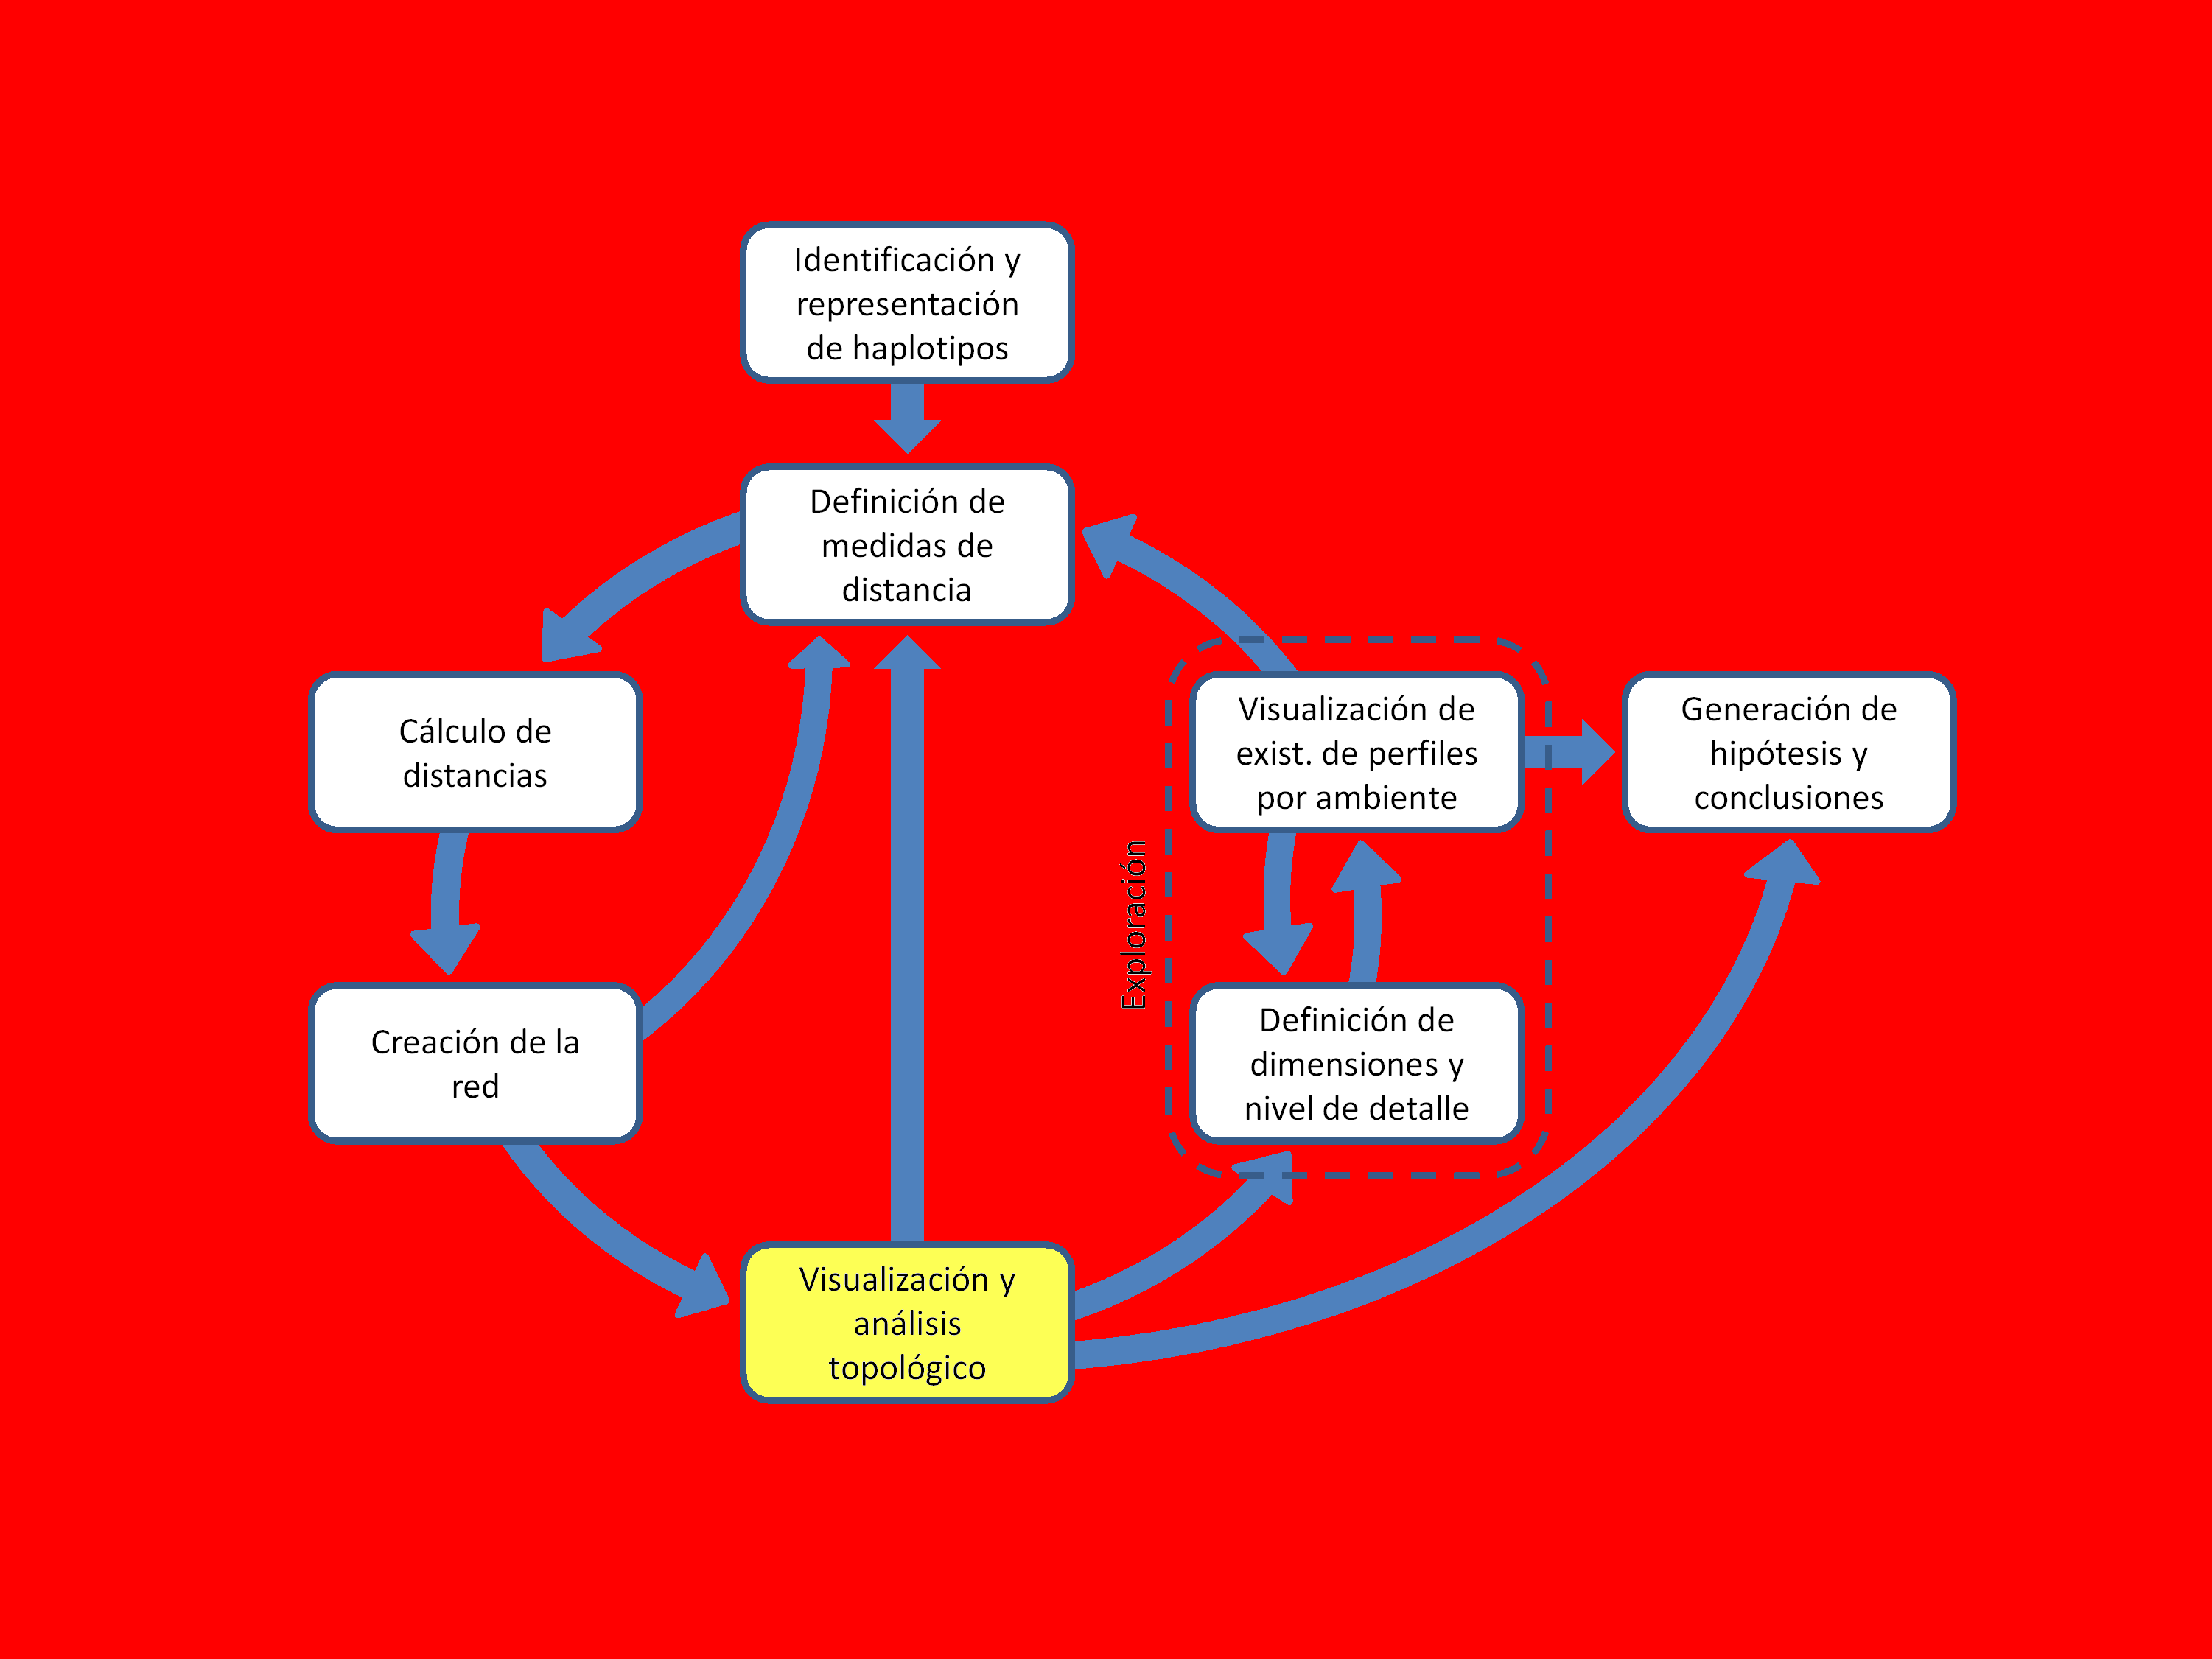 Identificación y
representación
de haplotipos
Definición de
medidas de
distancia
Cálculo de
distancias
Visualización de
exist. de perfiles
por ambiente
Generación de
hipótesis y
conclusiones
Exploración
Creación de la
red
Definición de
dimensiones y
nivel de detalle
Visualización y
análisis
topológico